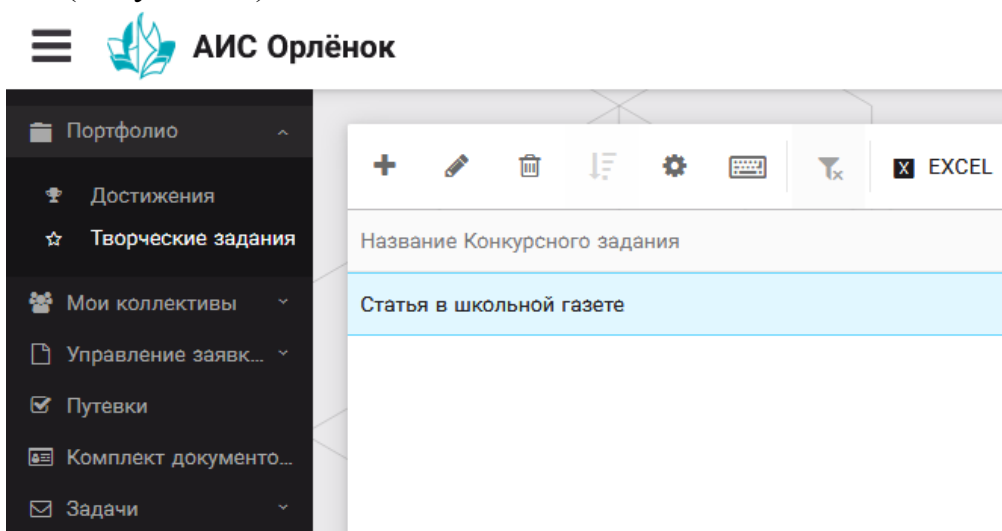 АИС Орлёнок
Портфолио
Достижения
Творческие задания
Мои коллективы
Управление заявк...
Путевки
Комплект документо...
Задачи
X EXCEL
Название Конкурсного задания
Статья в школьной газете